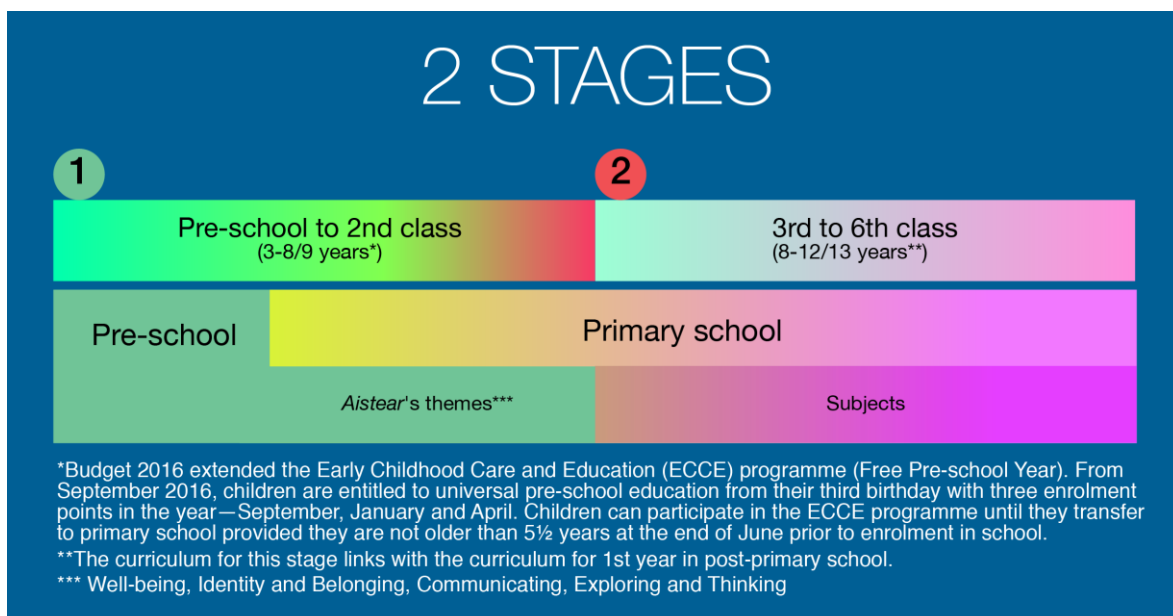 2 STAGES
1
2
Pre-school to 2nd class
(3-8/9 years*)
3rd to 6th class
(8-12/13 years**)
Pre-school
Primary school
Aistear's themes***
Subjects
*Budget 2016 extended the Early Childhood Care and Education (ECCE) programme (Free Pre-school Year). From
September 2016, children are entitled to universal pre-school education from their third birthday with three enrolment
points in the year—September, January and April. Children can participate in the ECCE programme until they transfer
to primary school provided they are not older than 5½ years at the end of June prior to enrolment in school.
**The curriculum for this stage links with the curriculum for 1st year in post-primary school.
*** Well-being, Identity and Belonging, Communicating, Exploring and Thinking